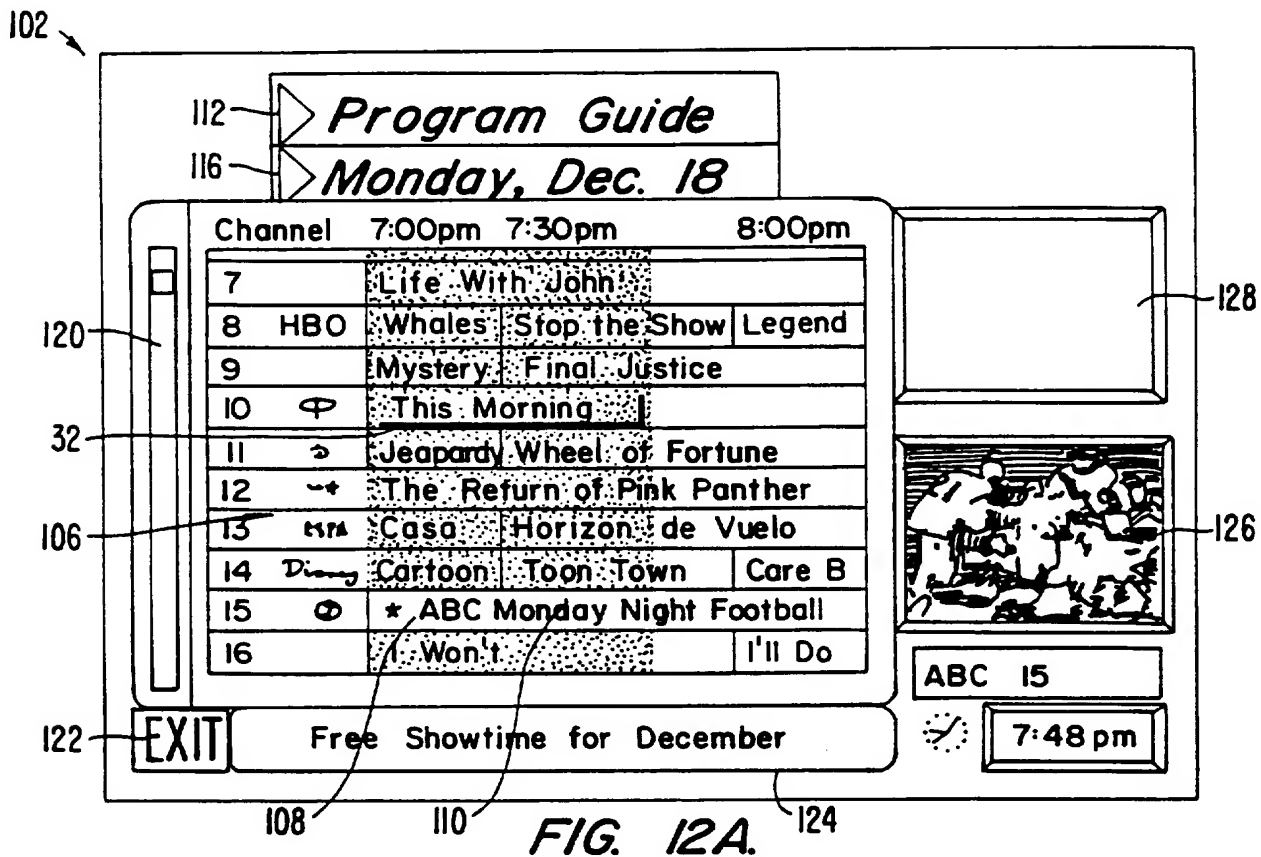 102
112 Program Guide
116 Monday, Dec. 18
Channel 7:00pm 7:30pm 8:00pm
7 Life With John
8 HBO Whales Stop the Show Legend
128
120
9 Mystery Final Justice
10 This Morning
32
11 Jeapardy Wheel of Fortune
12 The Return of Pink Panther
106
13 Casa Horizon de Vuelo
126
14 Disney Cartoon Toon Town Care B
15 * ABC Monday Night Football
16 I Won't I'll Do
ABC 15
122 EXIT Free Showtime for December 7:48 pm
108 110 124
FIG. 12A.